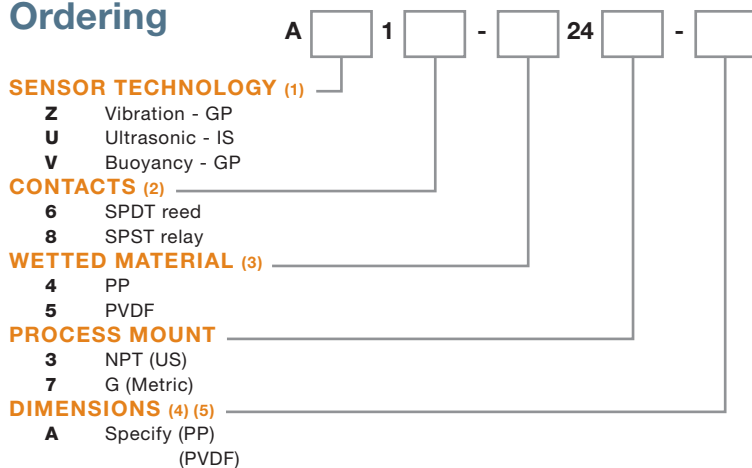 Ordering
A 1 - 24 -
SENSOR TECHNOLOGY (1)
Z Vibration - GP
U Ultrasonic - IS
V Buoyancy - GP
CONTACTS (2)
6 SPDT reed
8 SPST relay
WETTED MATERIAL (3)
4 PP
5 PVDF
PROCESS MOUNT
3 NPT (US)
7 G (Metric)
DIMENSIONS (4) (5)
A Specify (PP)
(PVDF)